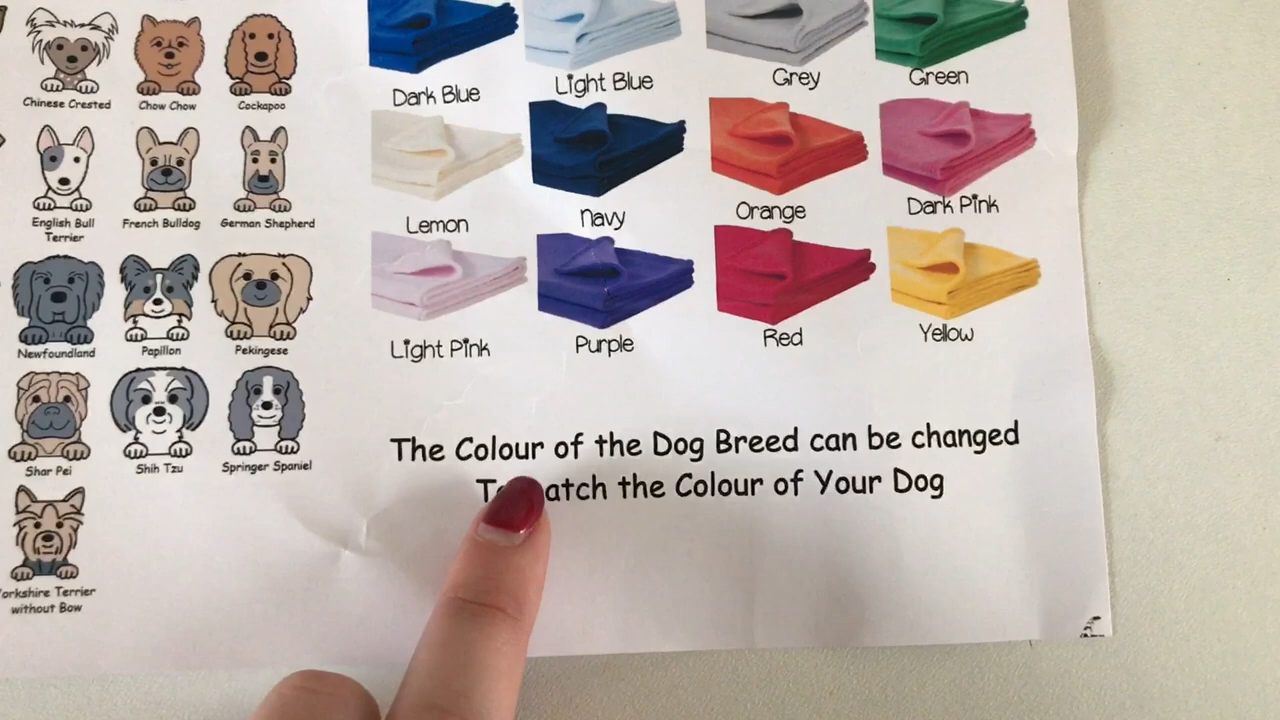 Chinese Crested
Chow Chow
Cockapoo
English Bull
Terrier
French Bulldog
German Shepherd
Newfoundland
Papillon
Pekingese
Shar Pei
Shih Tzu
Springer Spaniel
orkshire Terrier
without Bow
Dark Blue
Light Blue
Grey
Green
Lemon
Navy
Orange
Dark Pink
Light Pink
Purple
Red
Yellow
The Colour of the Dog Breed can be changed
To atch the Colour of Your Dog